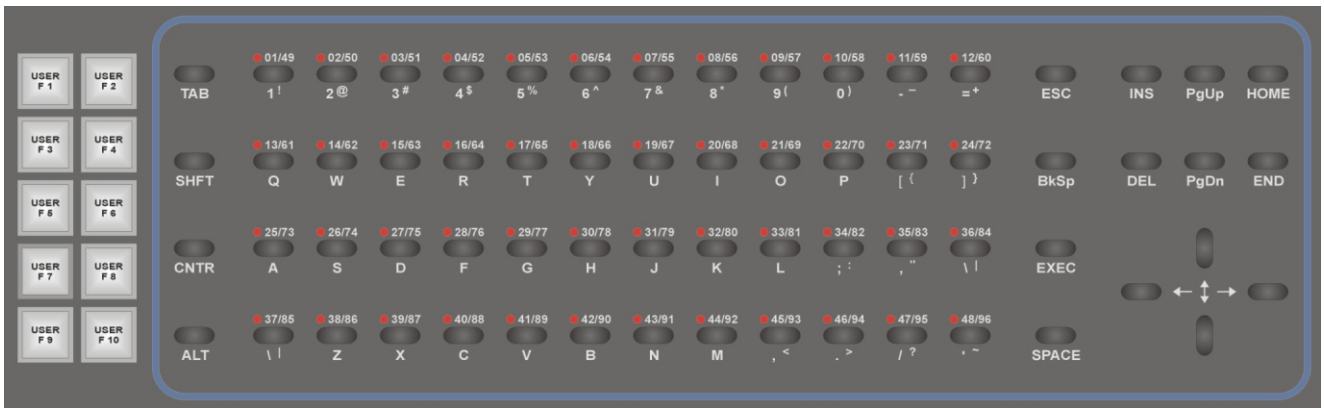 01/49 02/50 03/51 04/52 05/53 06/54 07/55 08/56 09/57 10/58 11/59 12/60
USER F 1 USER F 2 TAB 1 ! 2 @ 3 # 4 $ 5 % 6 ^ 7 & 8 * 9 ( 0 ) - – = + ESC INS PgUp HOME
13/61 14/62 15/63 16/64 17/65 18/66 19/67 20/68 21/69 22/70 23/71 24/72
USER F 3 USER F 4 SHFT Q W E R T Y U I O P [ { ] } BkSp DEL PgDn END
USER F 5 USER F 6
25/73 26/74 27/75 28/76 29/77 30/78 31/79 32/80 33/81 34/82 35/83 36/84
USER F 7 USER F 8 CNTR A S D F G H J K L ; : , " \ | EXEC ← ↕ →
37/85 38/86 39/87 40/88 41/89 42/90 43/91 44/92 45/93 46/94 47/95 48/96
USER F 9 USER F 10 ALT \ | Z X C V B N M , < . > / ? ' ~ SPACE